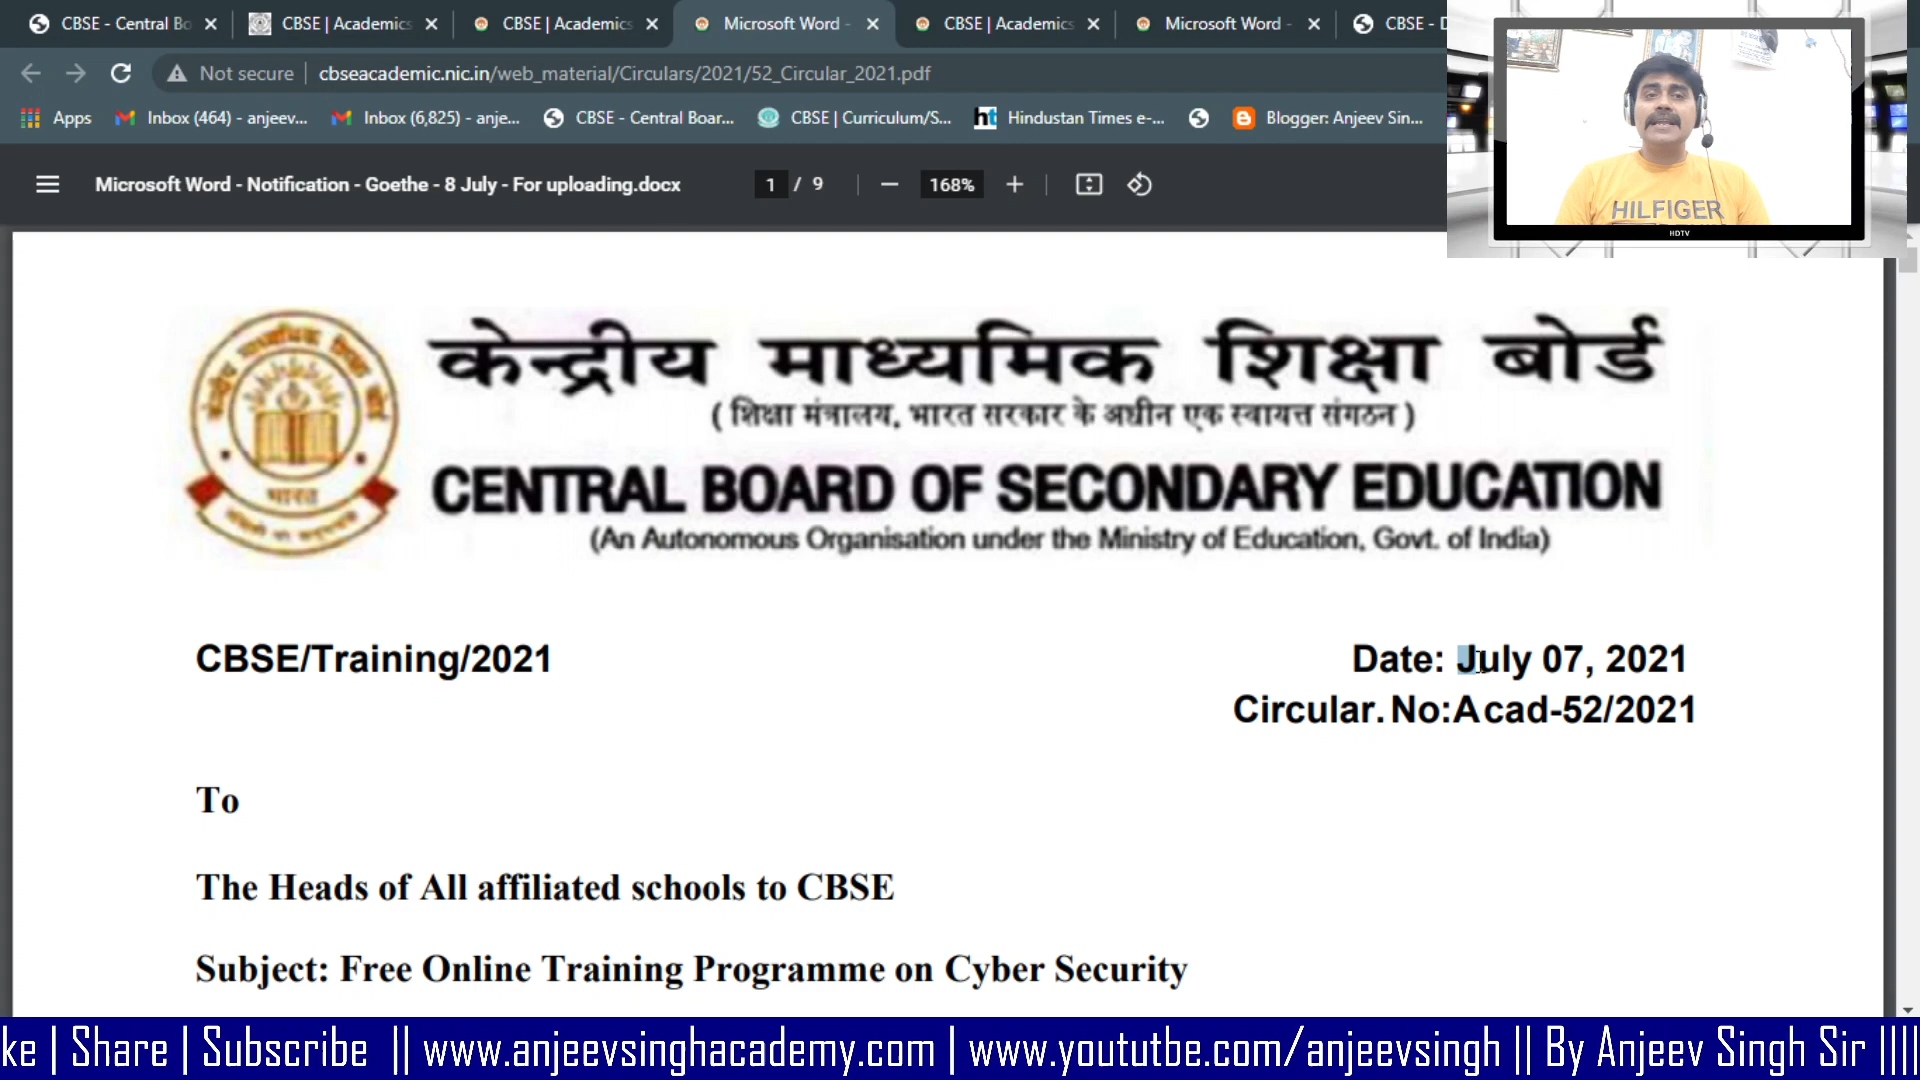 CBSE - Central Bo
CBSE | Academics
CBSE | Academics
Microsoft Word -
CBSE | Academics
Microsoft Word -
CBSE - D
Not secure
cbseacademic.nic.in/web_material/Circulars/2021/52_Circular_2021.pdf
Apps
Inbox (464) - anjeev...
Inbox (6,825) - anje...
CBSE - Central Boar...
CBSE | Curriculum/S...
ht
Hindustan Times e-...
Blogger: Anjeev Sin...
HILFIGER
HDTV
Microsoft Word - Notification - Goethe - 8 July - For uploading.docx
1 / 9
168%
केन्द्रीय माध्यमिक शिक्षा बोर्ड
( शिक्षा मंत्रालय, भारत सरकार के अधीन एक स्वायत्त संगठन )
CENTRAL BOARD OF SECONDARY EDUCATION
(An Autonomous Organisation under the Ministry of Education, Govt. of India)
भारत
CBSE/Training/2021
Date: July 07, 2021
Circular. No:Acad-52/2021
To
The Heads of All affiliated schools to CBSE
Subject: Free Online Training Programme on Cyber Security
ke | Share | Subscribe || www.anjeevsinghacademy.com | www.yoututbe.com/anjeevsingh || By Anjeev Singh Sir ||||